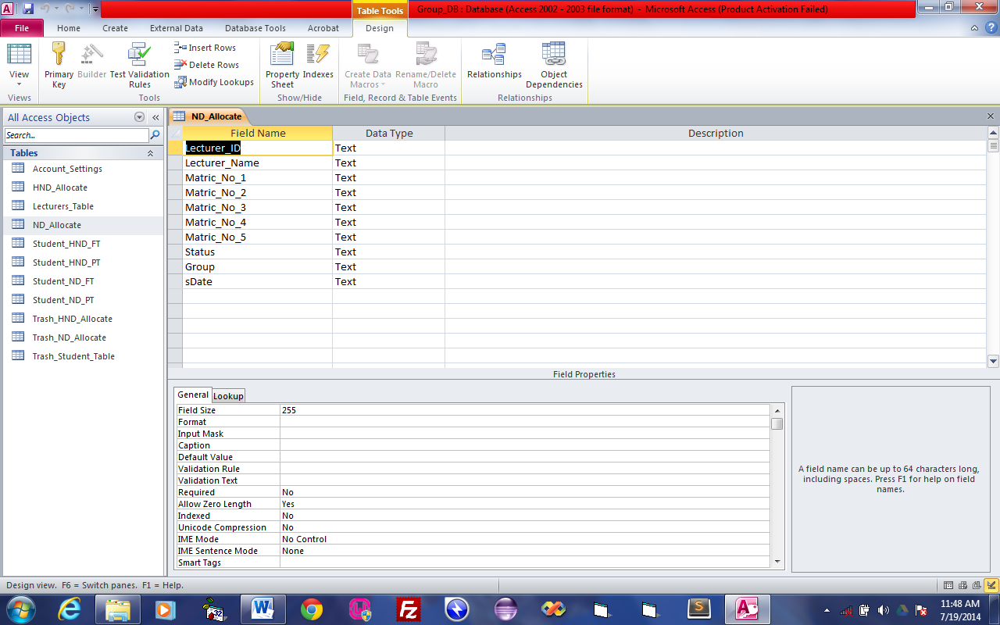 Table Tools
Group_DB : Database (Access 2002 - 2003 file format) - Microsoft Access (Product Activation Failed)
File Home Create External Data Database Tools Acrobat Design
View
Primary Key
Builder
Test Validation Rules
Insert Rows
Delete Rows
Modify Lookups
Property Sheet
Indexes
Create Data Macros
Rename/Delete Macro
Relationships
Object Dependencies
Views Tools Show/Hide Field, Record & Table Events Relationships
All Access Objects
Search...
Tables
Account_Settings
HND_Allocate
Lecturers_Table
ND_Allocate
Student_HND_FT
Student_HND_PT
Student_ND_FT
Student_ND_PT
Trash_HND_Allocate
Trash_ND_Allocate
Trash_Student_Table
ND_Allocate
Field Name Data Type Description
Lecturer_ID Text
Lecturer_Name Text
Matric_No_1 Text
Matric_No_2 Text
Matric_No_3 Text
Matric_No_4 Text
Matric_No_5 Text
Status Text
Group Text
sDate Text
Field Properties
General Lookup
Field Size 255
Format
Input Mask
Caption
Default Value
Validation Rule
Validation Text
Required No
Allow Zero Length Yes
Indexed No
Unicode Compression No
IME Mode No Control
IME Sentence Mode None
Smart Tags
A field name can be up to 64 characters long,
including spaces. Press F1 for help on field
names.
Design view. F6 = Switch panes. F1 = Help.
11:48 AM
7/19/2014